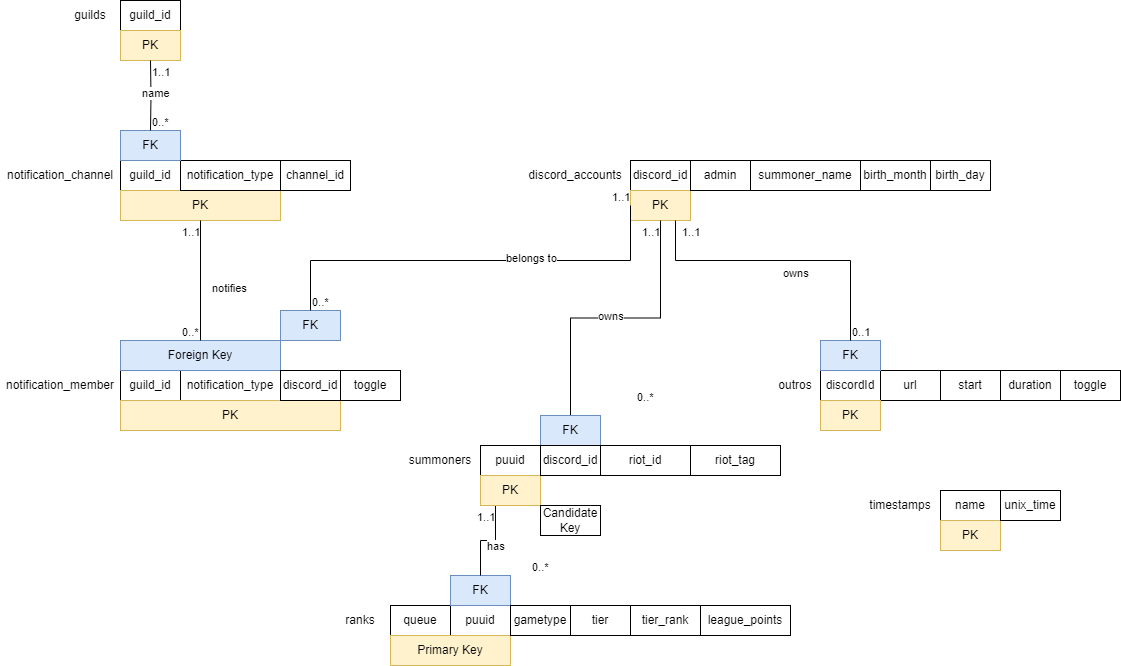 guilds guild_id
PK
1..1
name
0..*
FK
notification_channel guild_id notification_type channel_id
PK
discord_accounts discord_id admin summoner_name birth_month birth_day
1..1 PK
1..1 1..1 1..1
belongs to
owns
notifies
0..*
FK
owns
0..* 0..1
Foreign Key FK
notification_member guild_id notification_type discord_id toggle
outros discordId url start duration toggle
PK PK
0..*
FK
summoners puuid discord_id riot_id riot_tag
PK
1..1 Candidate
Key
timestamps name unix_time
PK
has
0..*
FK
ranks queue puuid gametype tier tier_rank league_points
Primary Key